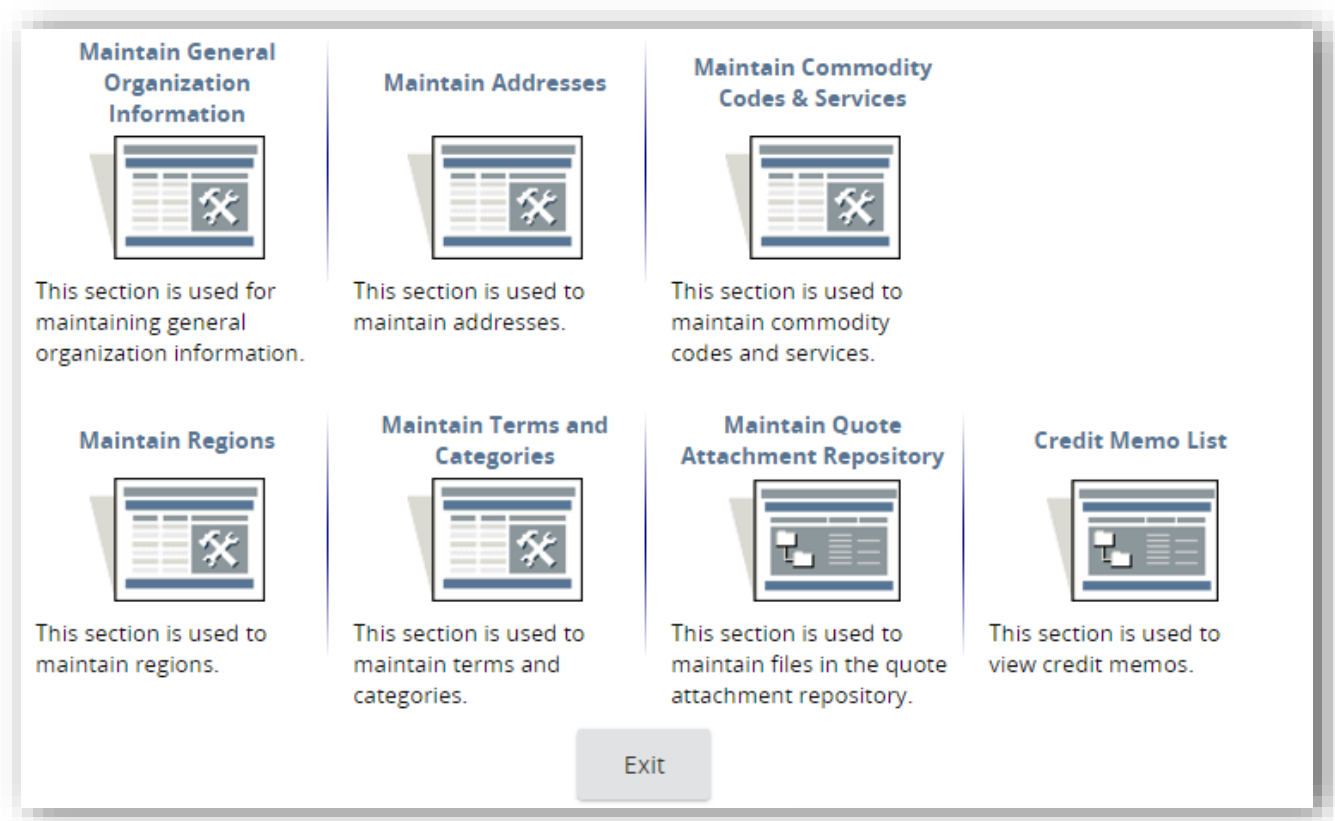 Maintain General
Organization
Information
Maintain Addresses
Maintain Commodity
Codes & Services
This section is used for
maintaining general
organization information.
This section is used to
maintain addresses.
This section is used to
maintain commodity
codes and services.
Maintain Regions
Maintain Terms and
Categories
Maintain Quote
Attachment Repository
Credit Memo List
This section is used to
maintain regions.
This section is used to
maintain terms and
categories.
This section is used to
maintain files in the quote
attachment repository.
This section is used to
view credit memos.
Exit